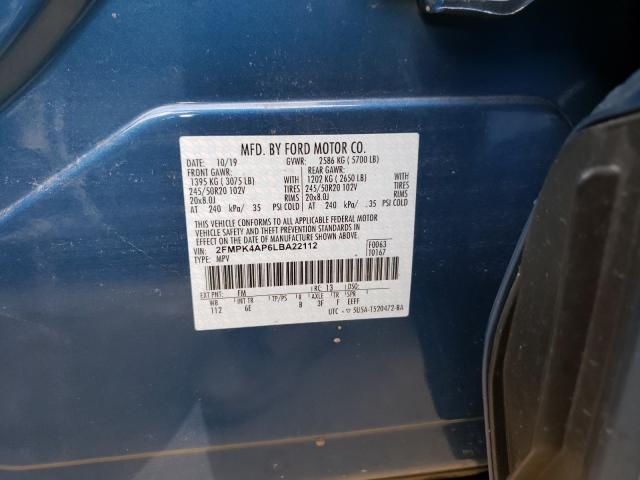 MFD. BY FORD MOTOR CO.
DATE: 10/19 GVWR: 2586 KG ( 5700 LB)
FRONT GAWR: REAR GAWR:
1395 KG ( 3075 LB) WITH 1202 KG ( 2650 LB) WITH
245/50R20 102V TIRES 245/50R20 102V TIRES
20x8.0J RIMS 20x8.0J RIMS
AT 240 kPa/ 35 PSI COLD AT 240 kPa/ 35 PSI COLD
THIS VEHICLE CONFORMS TO ALL APPLICABLE FEDERAL MOTOR
VEHICLE SAFETY AND THEFT PREVENTION STANDARDS IN
EFFECT ON THE DATE OF MANUFACTURE SHOWN ABOVE.
VIN: 2FMPK4AP6LBA22112 F0063
TYPE: MPV T0167
EXT PNT: FM RC: 13 DSO:
WB INT TR TP/PS R AXLE TR SPR
112 6E 8 3F F EEFF
UTC 5USA-1520472-BA